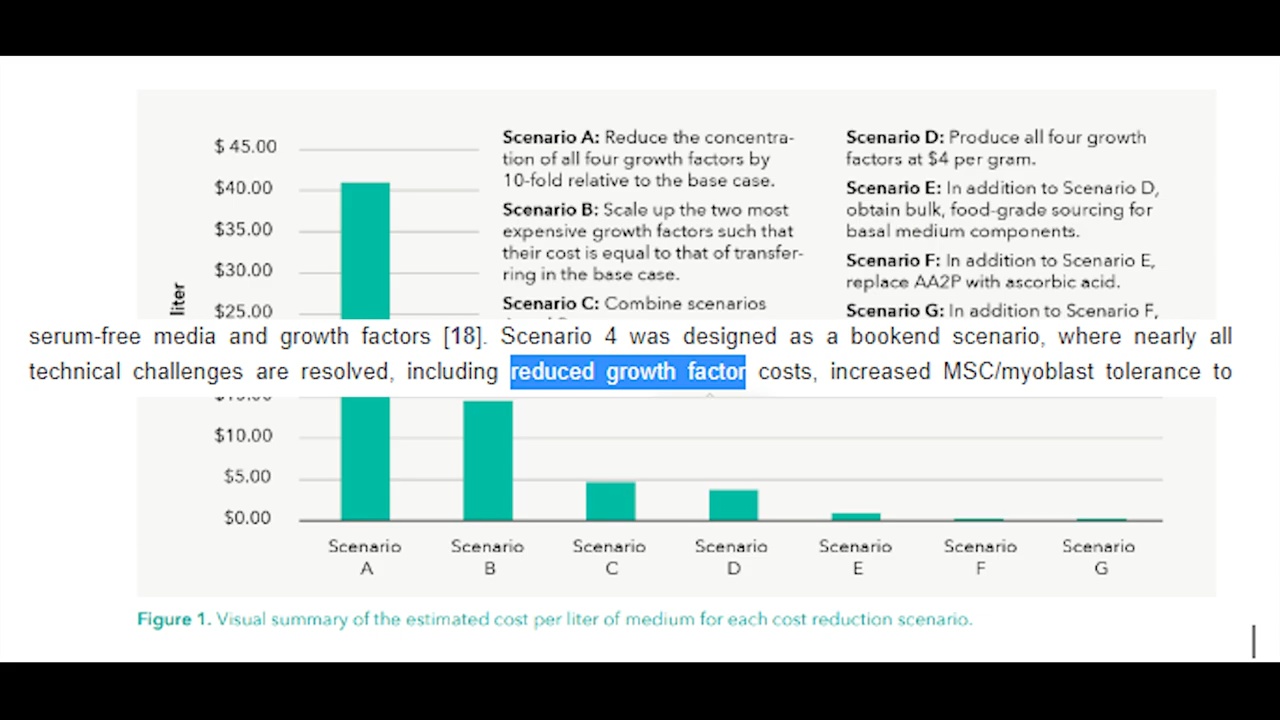 $ 45.00
$40.00
$35.00
$30.00
$25.00
liter
Scenario A: Reduce the concentra-
tion of all four growth factors by
10-fold relative to the base case.
Scenario B: Scale up the two most
expensive growth factors such that
their cost is equal to that of transfer-
ring in the base case.
Scenario C: Combine scenarios
Scenario D: Produce all four growth
factors at $4 per gram.
Scenario E: In addition to Scenario D,
obtain bulk, food-grade sourcing for
basal medium components.
Scenario F: In addition to Scenario E,
replace AA2P with ascorbic acid.
Scenario G: In addition to Scenario F,
serum-free media and growth factors [18]. Scenario 4 was designed as a bookend scenario, where nearly all
technical challenges are resolved, including reduced growth factor costs, increased MSC/myoblast tolerance to
$10.00
$5.00
$0.00
Scenario A
Scenario B
Scenario C
Scenario D
Scenario E
Scenario F
Scenario G
Figure 1. Visual summary of the estimated cost per liter of medium for each cost reduction scenario.